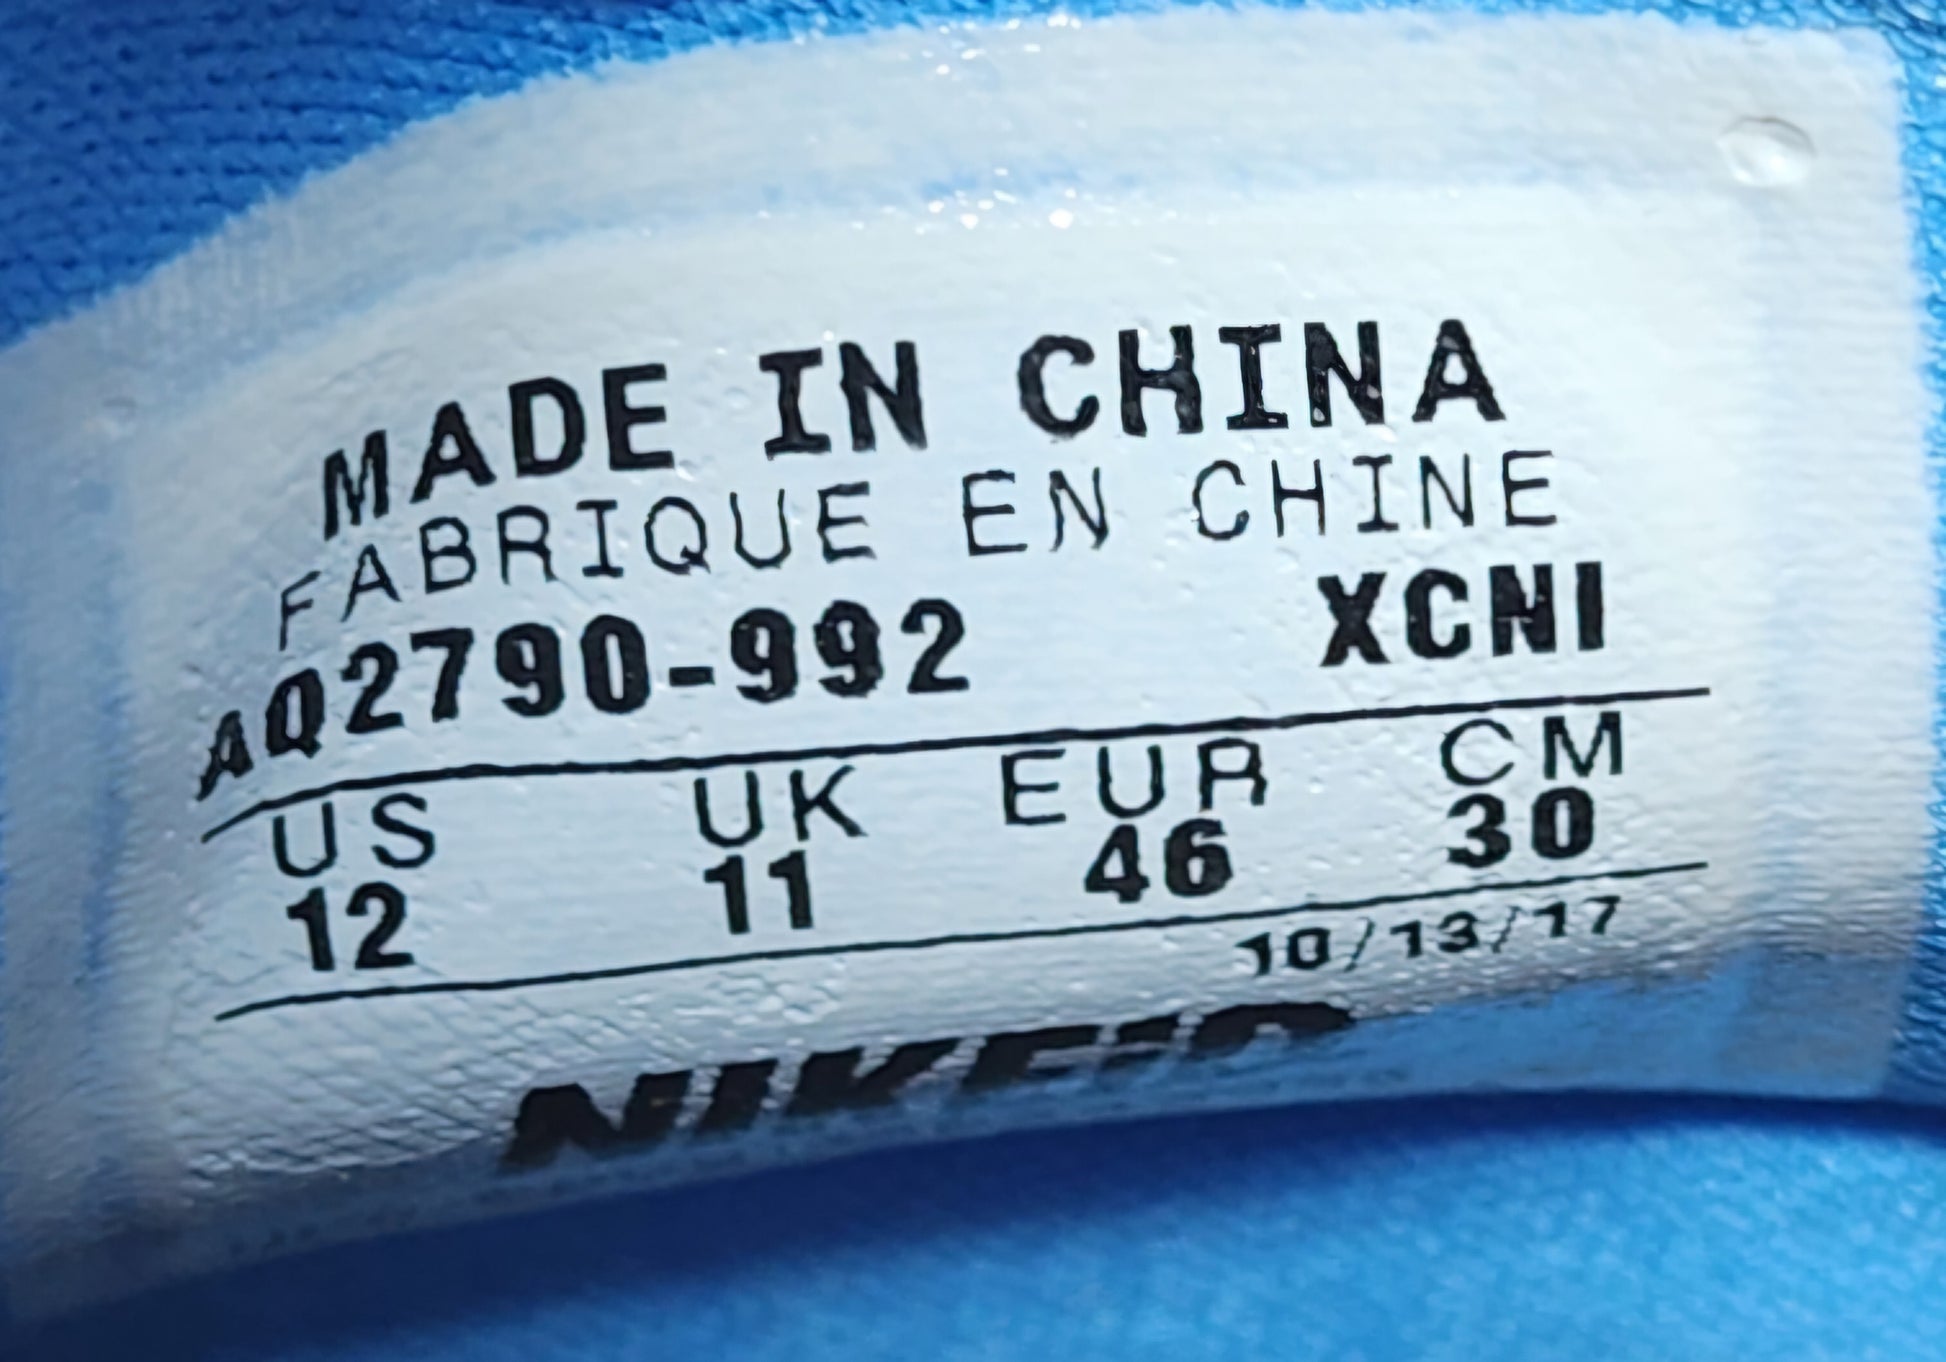 MADE IN CHINA
FABRIQUE EN CHINE
AQ2790-992 XCNI
US UK EUR CM
12 11 46 30
10/13/17
NIKEiD